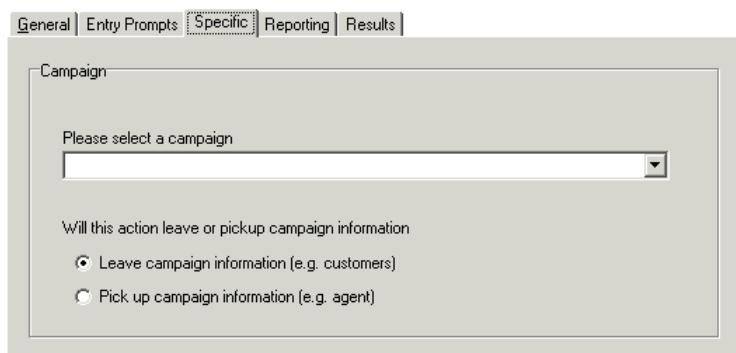 General Entry Prompts Specific Reporting Results
Campaign
Please select a campaign
Will this action leave or pickup campaign information
Leave campaign information (e.g. customers)
Pick up campaign information (e.g. agent)